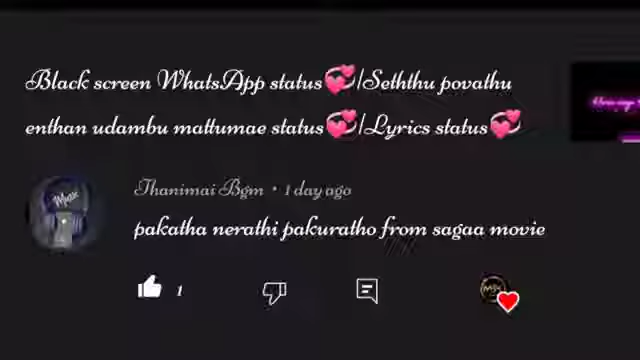 Black screen WhatsApp status💞|Seththu povathu
enthan udambu mattumae status💞|Lyrics status💞
Thanimai Bgm • 1 day ago
pakatha nerathi pakuratho from sagaa movie
1